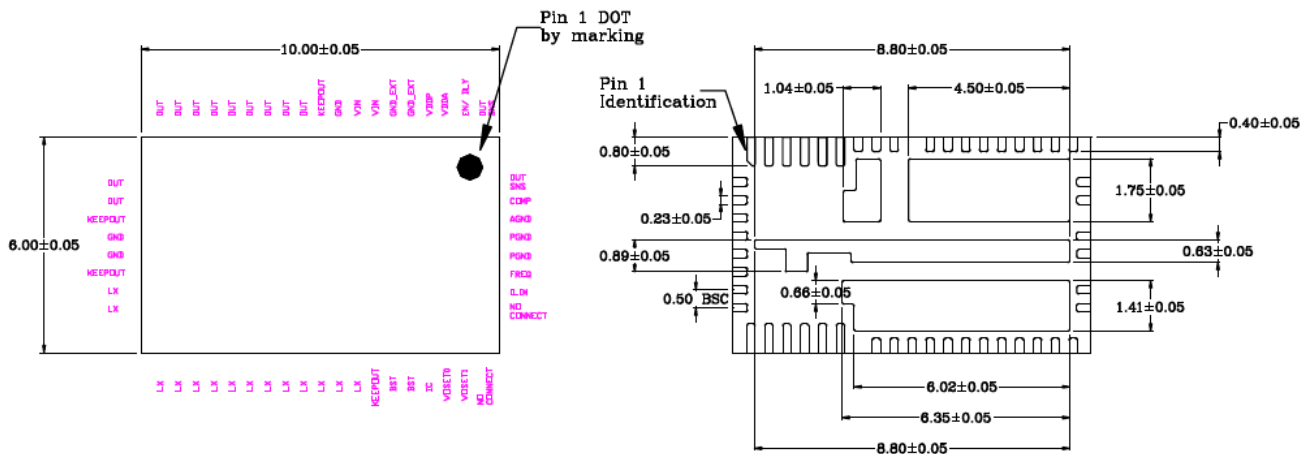 Pin 1 DOT
by marking
10.00±0.05
OUT
OUT
OUT
OUT
OUT
OUT
OUT
OUT
OUT
KEEPOUT
GND
VIN
VIN
GND_EXT
GND_EXT
VDDP
VDDA
EN/ DLY
OUT
SNS
6.00±0.05
OUT
OUT
KEEPOUT
GND
GND
KEEPOUT
LX
LX
OUT
SNS
COMP
AGND
PGND
PGND
FREQ
ILIM
NO
CONNECT
LX
LX
LX
LX
LX
LX
LX
LX
LX
LX
LX
LX
KEEPOUT
BST
BST
IC
VOSET0
VOSET1
NO
CONNECT
8.80±0.05
Pin 1
Identification
1.04±0.05
4.50±0.05
0.40±0.05
0.80±0.05
1.75±0.05
0.23±0.05
0.89±0.05
0.63±0.05
0.50 BSC
0.66±0.05
1.41±0.05
6.02±0.05
6.35±0.05
8.80±0.05